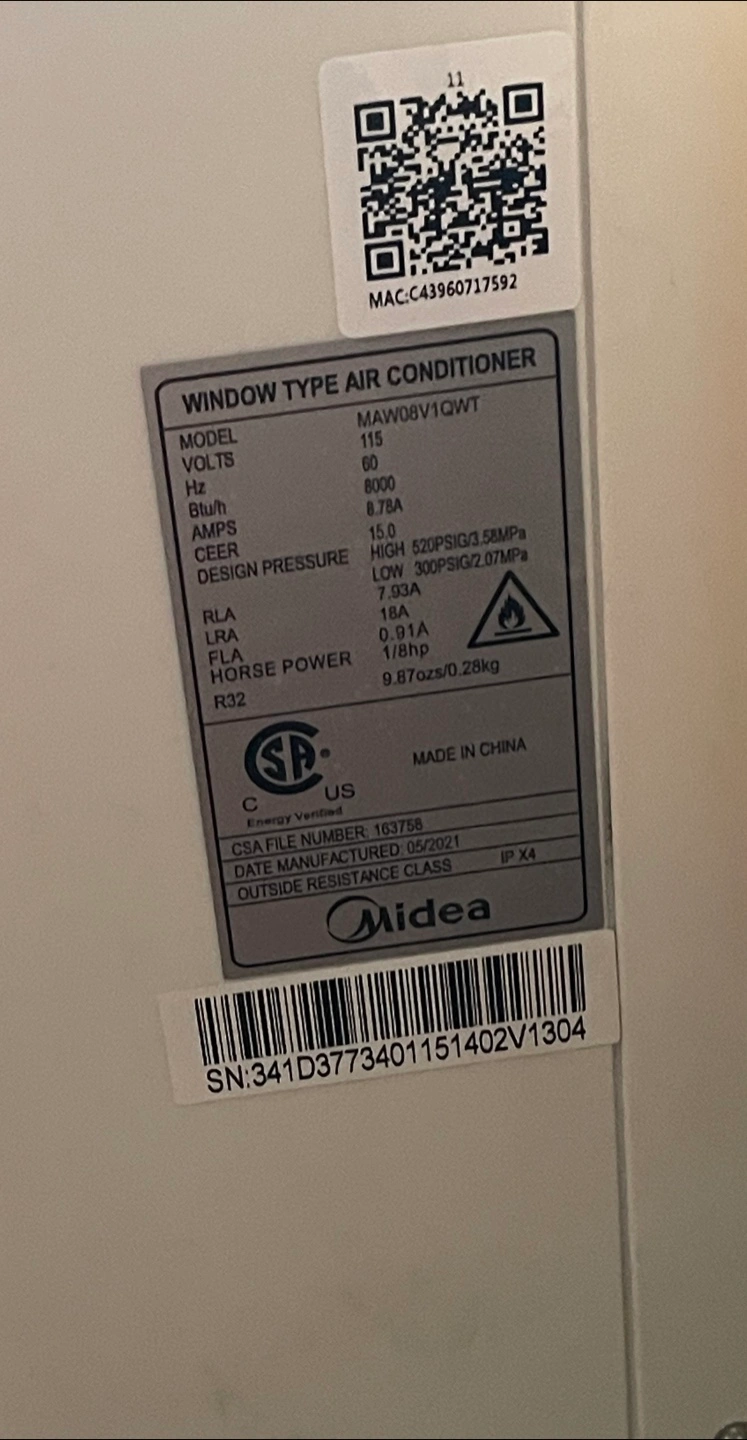 11
MAC:C43960717592
WINDOW TYPE AIR CONDITIONER
MODEL MAW08V1QWT
VOLTS 115
Hz 60
Btu/h 8000
AMPS 8.78A
CEER 15.0
DESIGN PRESSURE HIGH 520PSIG/3.58MPa
LOW 300PSIG/2.07MPa
RLA 7.93A
LRA 18A
FLA 0.91A
HORSE POWER 1/8hp
R32 9.87ozs/0.28kg
CSA®
C US
Energy Verified
MADE IN CHINA
CSA FILE NUMBER: 163758
DATE MANUFACTURED: 05/2021
OUTSIDE RESISTANCE CLASS IP X4
Midea
SN:341D3773401151402V1304